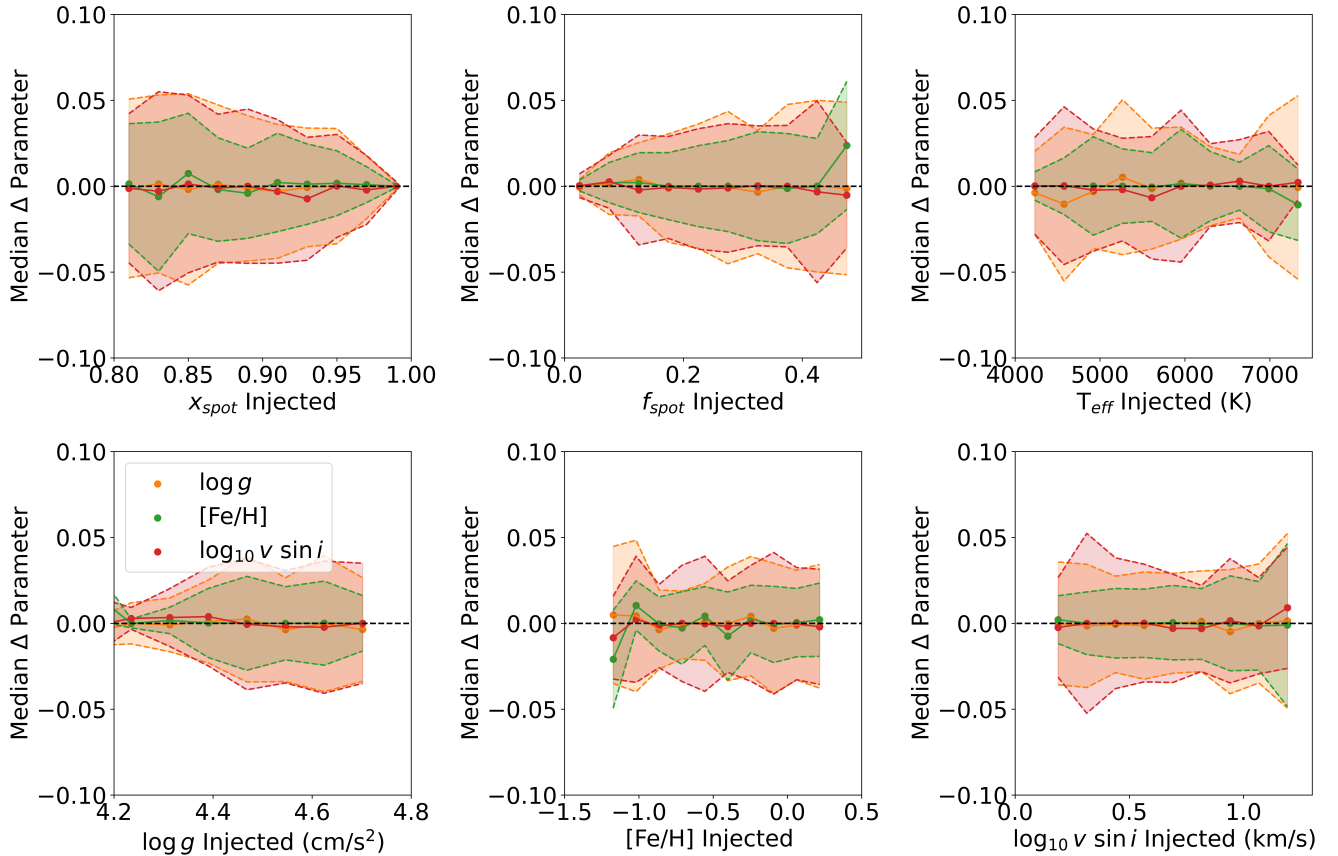 0.10
0.05
0.00
−0.05
−0.10
Median Δ Parameter
0.80 0.85 0.90 0.95 1.00
x_spot Injected
0.10
0.05
0.00
−0.05
−0.10
Median Δ Parameter
0.0 0.2 0.4
f_spot Injected
0.10
0.05
0.00
−0.05
−0.10
Median Δ Parameter
4000 5000 6000 7000
T_eff Injected (K)
0.10
0.05
0.00
−0.05
−0.10
Median Δ Parameter
log g
[Fe/H]
log₁₀ v sin i
4.2 4.4 4.6 4.8
log g Injected (cm/s²)
0.10
0.05
0.00
−0.05
−0.10
Median Δ Parameter
−1.5 −1.0 −0.5 0.0 0.5
[Fe/H] Injected
0.10
0.05
0.00
−0.05
−0.10
Median Δ Parameter
0.0 0.5 1.0
log₁₀ v sin i Injected (km/s)